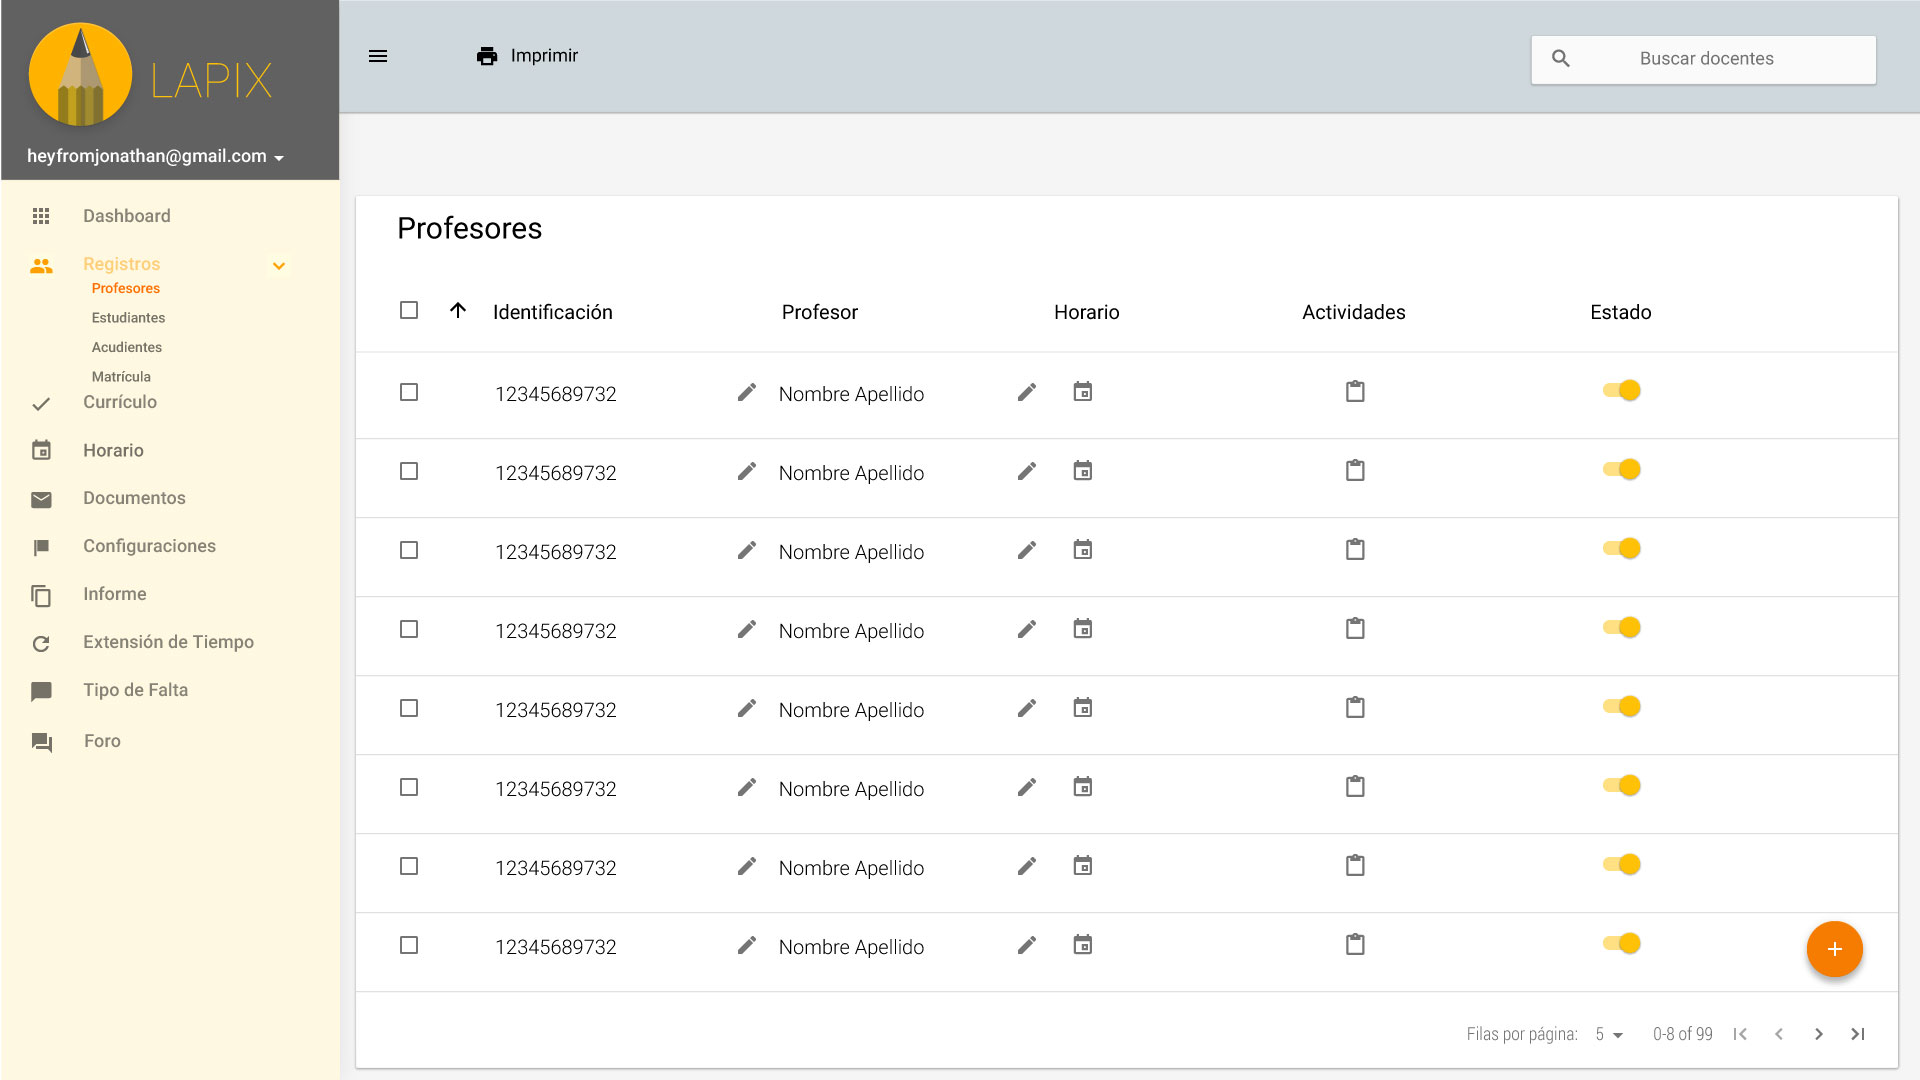 LAPIX
heyfromjonathan@gmail.com
Imprimir
Buscar docentes
Dashboard
Registros
Profesores
Estudiantes
Acudientes
Matrícula
Currículo
Horario
Documentos
Configuraciones
Informe
Extensión de Tiempo
Tipo de Falta
Foro
Profesores
Identificación Profesor Horario Actividades Estado
12345689732 Nombre Apellido
12345689732 Nombre Apellido
12345689732 Nombre Apellido
12345689732 Nombre Apellido
12345689732 Nombre Apellido
12345689732 Nombre Apellido
12345689732 Nombre Apellido
12345689732 Nombre Apellido
Filas por página: 5 0-8 of 99